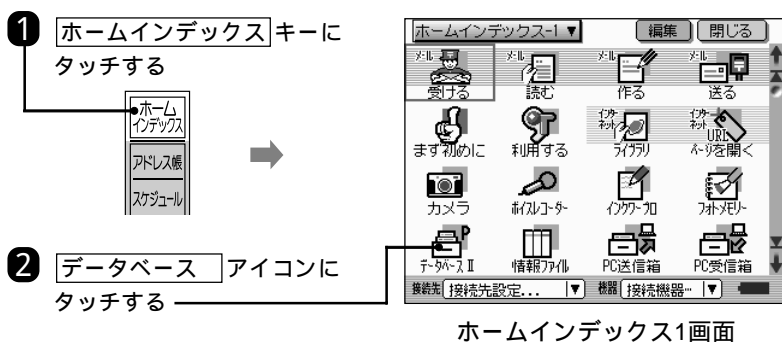 1 ホームインデックス キーに
タッチする
ホーム
インデックス
アドレス帳
スケジュール
2 データベース アイコンに
タッチする
ホームインデックス-1 ▼ 編集 閉じる
メール 受ける メール 読む メール 作る メール 送る
まず初めに 利用する インターネット ライブラリ インターネット URL ページを開く
カメラ ボイスレコーダー インクワープロ フォトメモリー
P データベースⅡ 情報ファイル PC送信箱 PC受信箱
接続先 接続先設定... ▼ 機器 接続機器… ▼
ホームインデックス1画面